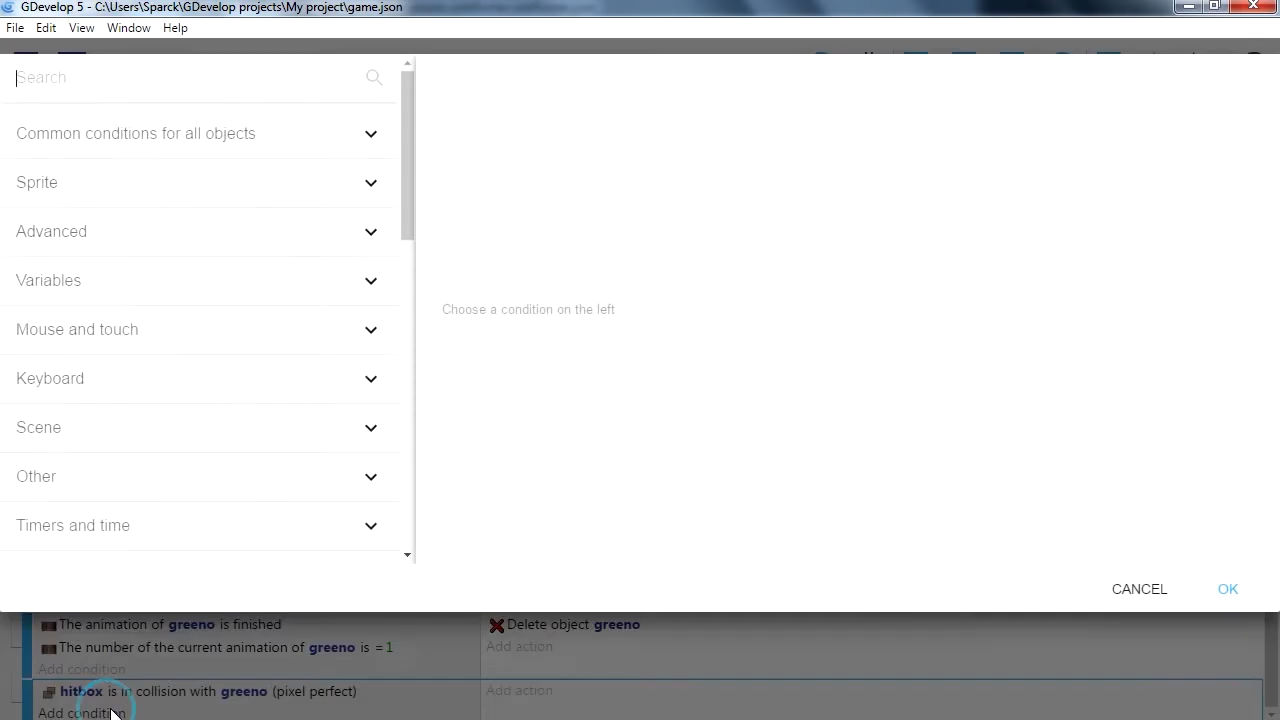 GDevelop 5 - C:\Users\Sparck\GDevelop projects\My project\game.json
File Edit View Window Help
Search
Common conditions for all objects
Sprite
Advanced
Variables
Mouse and touch
Keyboard
Scene
Other
Timers and time
Choose a condition on the left
CANCEL OK
The animation of greeno is finished
Delete object greeno
The number of the current animation of greeno is = 1
Add action
Add condition
hitbox is in collision with greeno (pixel perfect)
Add action
Add condition